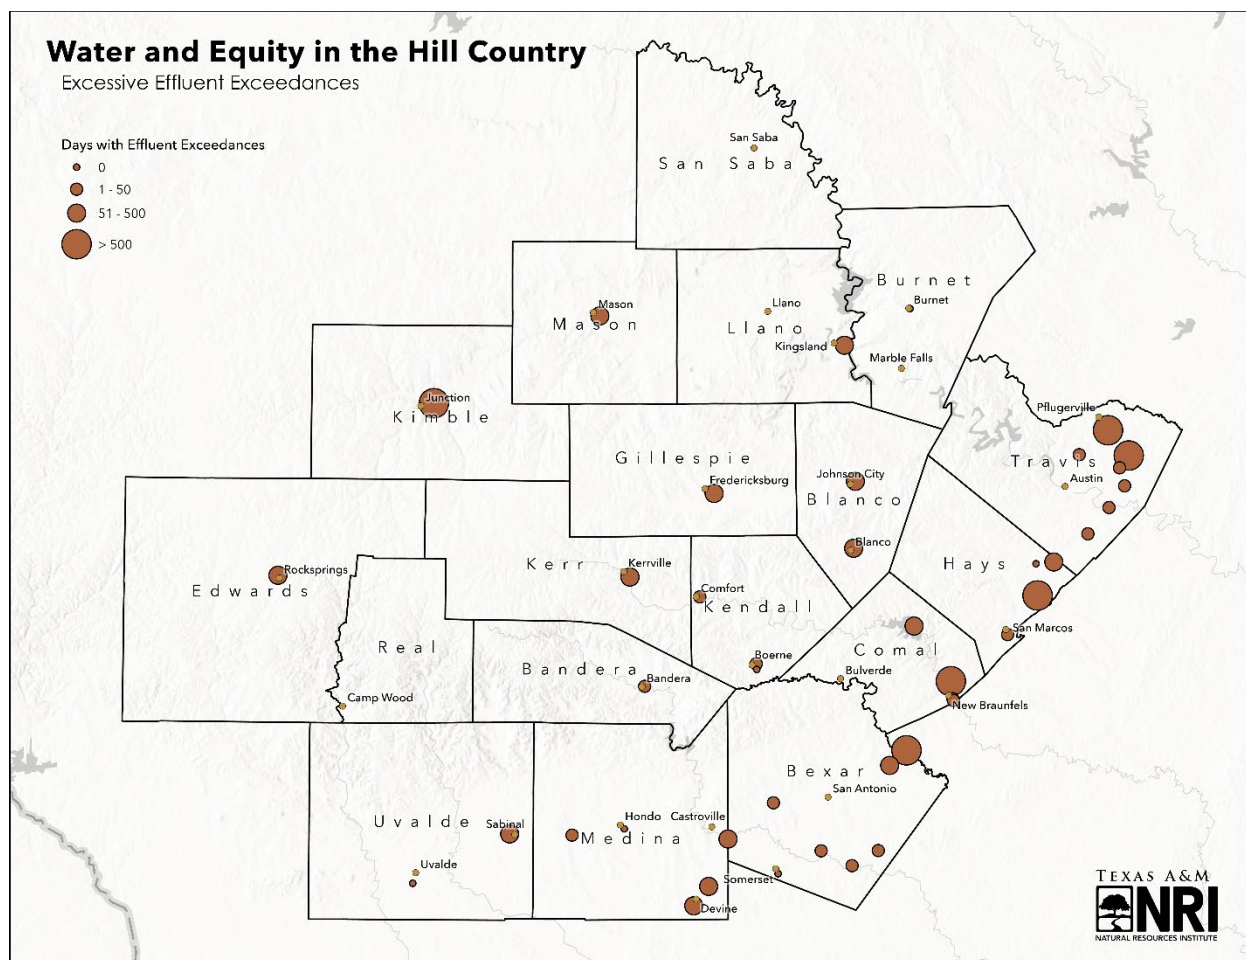 Water and Equity in the Hill Country
Excessive Effluent Exceedances
Days with Effluent Exceedances
0
1 - 50
51 - 500
> 500
San Saba
San Saba
Burnet
Burnet
Mason
Mason
Llano
Llano
Kingsland
Marble Falls
Junction
Kimble
Pflugerville
Travis
Austin
Gillespie
Fredericksburg
Johnson City
Blanco
Blanco
Kerr
Kerrville
Hays
Rocksprings
Edwards
Comfort
Kendall
San Marcos
Real
Comal
Boerne
Bandera
Bandera
Bulverde
Camp Wood
New Braunfels
Bexar
San Antonio
Uvalde
Sabinal
Hondo
Castroville
Medina
Uvalde
Somerset
Devine
TEXAS A&M
NRI
NATURAL RESOURCES INSTITUTE